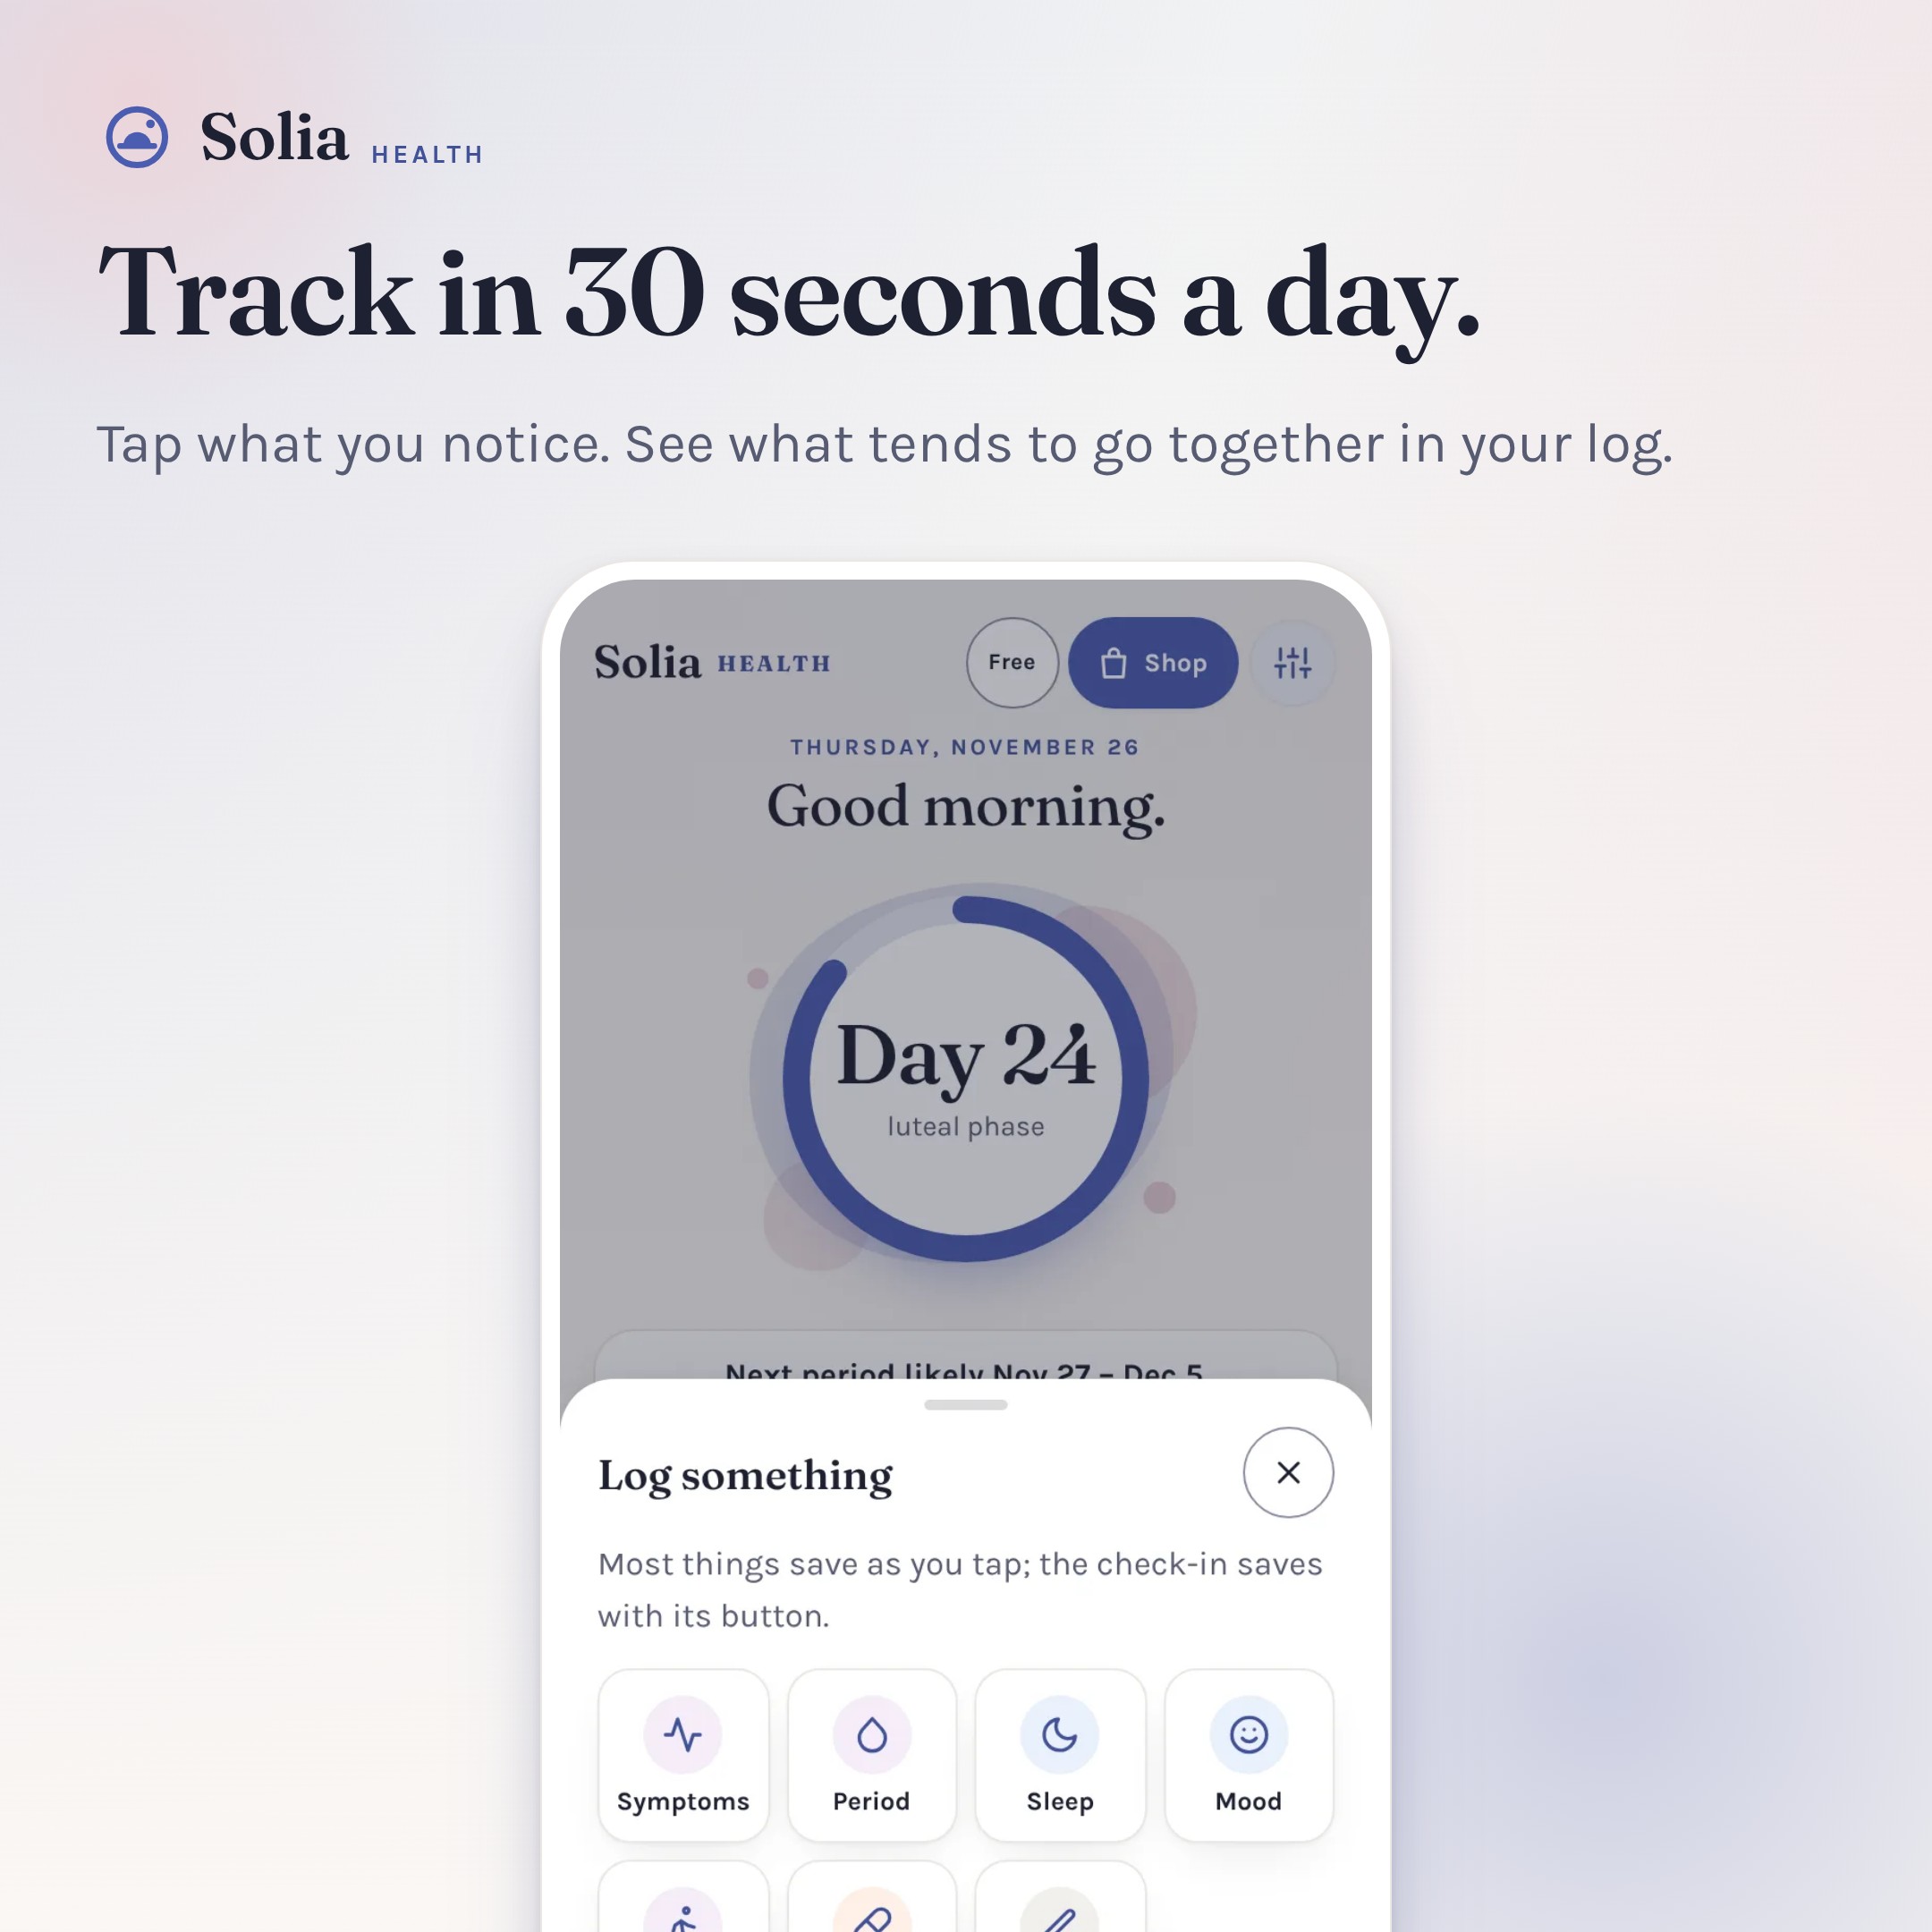 Solia HEALTH
Track in 30 seconds a day.
Tap what you notice. See what tends to go together in your log.
Solia HEALTH Free Shop
THURSDAY, NOVEMBER 26
Good morning.
Day 24
luteal phase
Next period likely Nov 27 – Dec 5
Log something
Most things save as you tap; the check-in saves
with its button.
Symptoms Period Sleep Mood